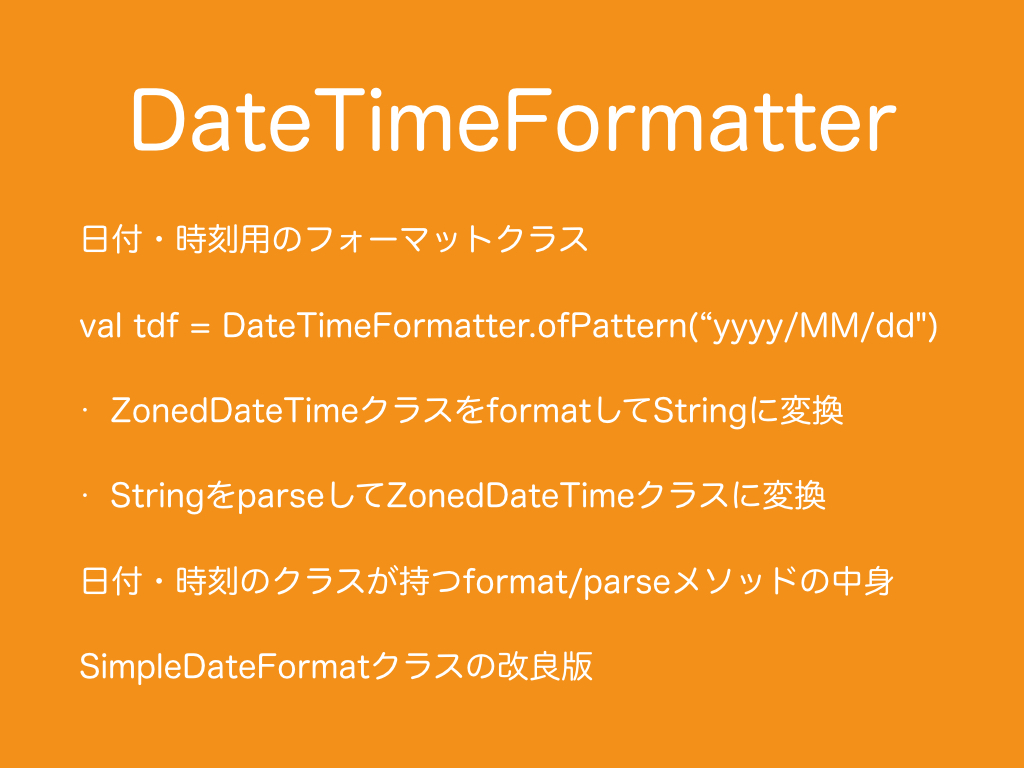 DateTimeFormatter
日付・時刻用のフォーマットクラス
val tdf = DateTimeFormatter.ofPattern(“yyyy/MM/dd")
・ ZonedDateTimeクラスをformatしてStringに変換
・ StringをparseしてZonedDateTimeクラスに変換
日付・時刻のクラスが持つformat/parseメソッドの中身
SimpleDateFormatクラスの改良版